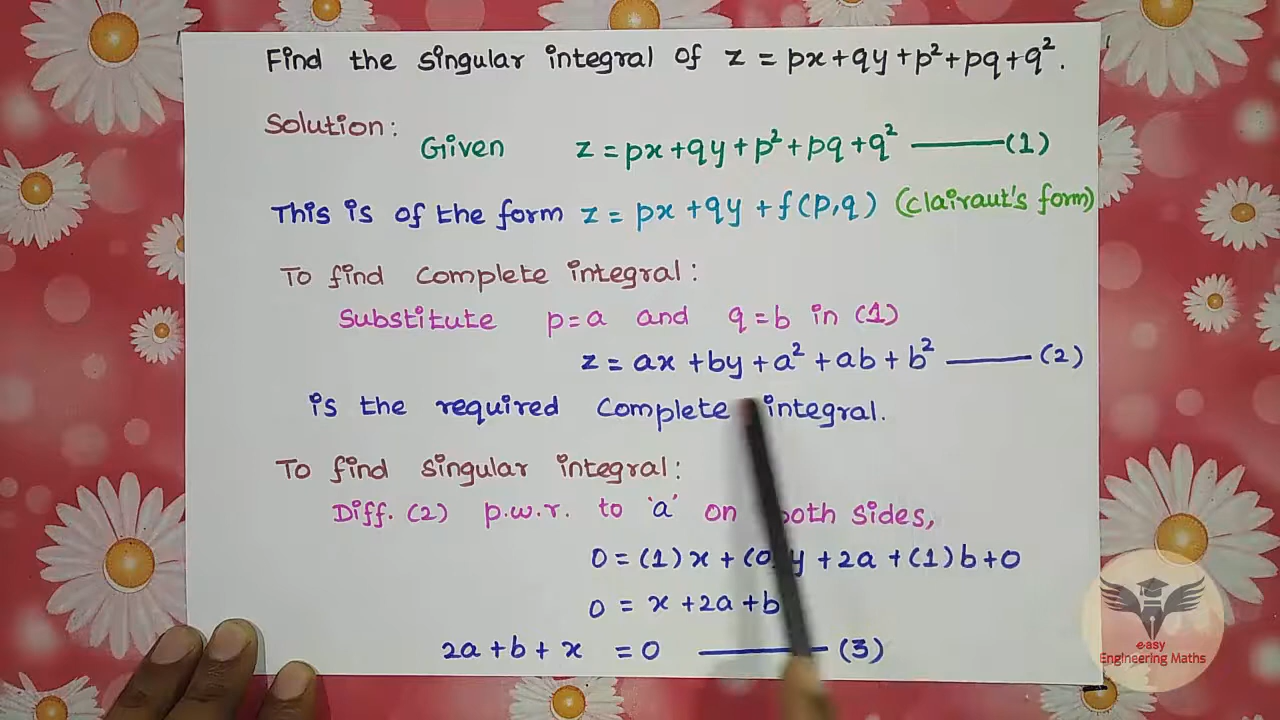 Find the singular integral of z = px+qy+p²+pq+q².
Solution:
Given z = px+qy+p²+pq+q² ——— (1)
This is of the form z = px+qy+f(p,q) (clairaut's form)
To find complete integral:
Substitute p=a and q=b in (1)
z = ax+by+a²+ab+b² ——— (2)
is the required complete integral.
To find singular integral:
Diff. (2) p.w.r. to 'a' on both sides,
0 = (1)x+(0)y+2a+(1)b+0
0 = x+2a+b
2a+b+x = 0 ——— (3)
easy
Engineering Maths